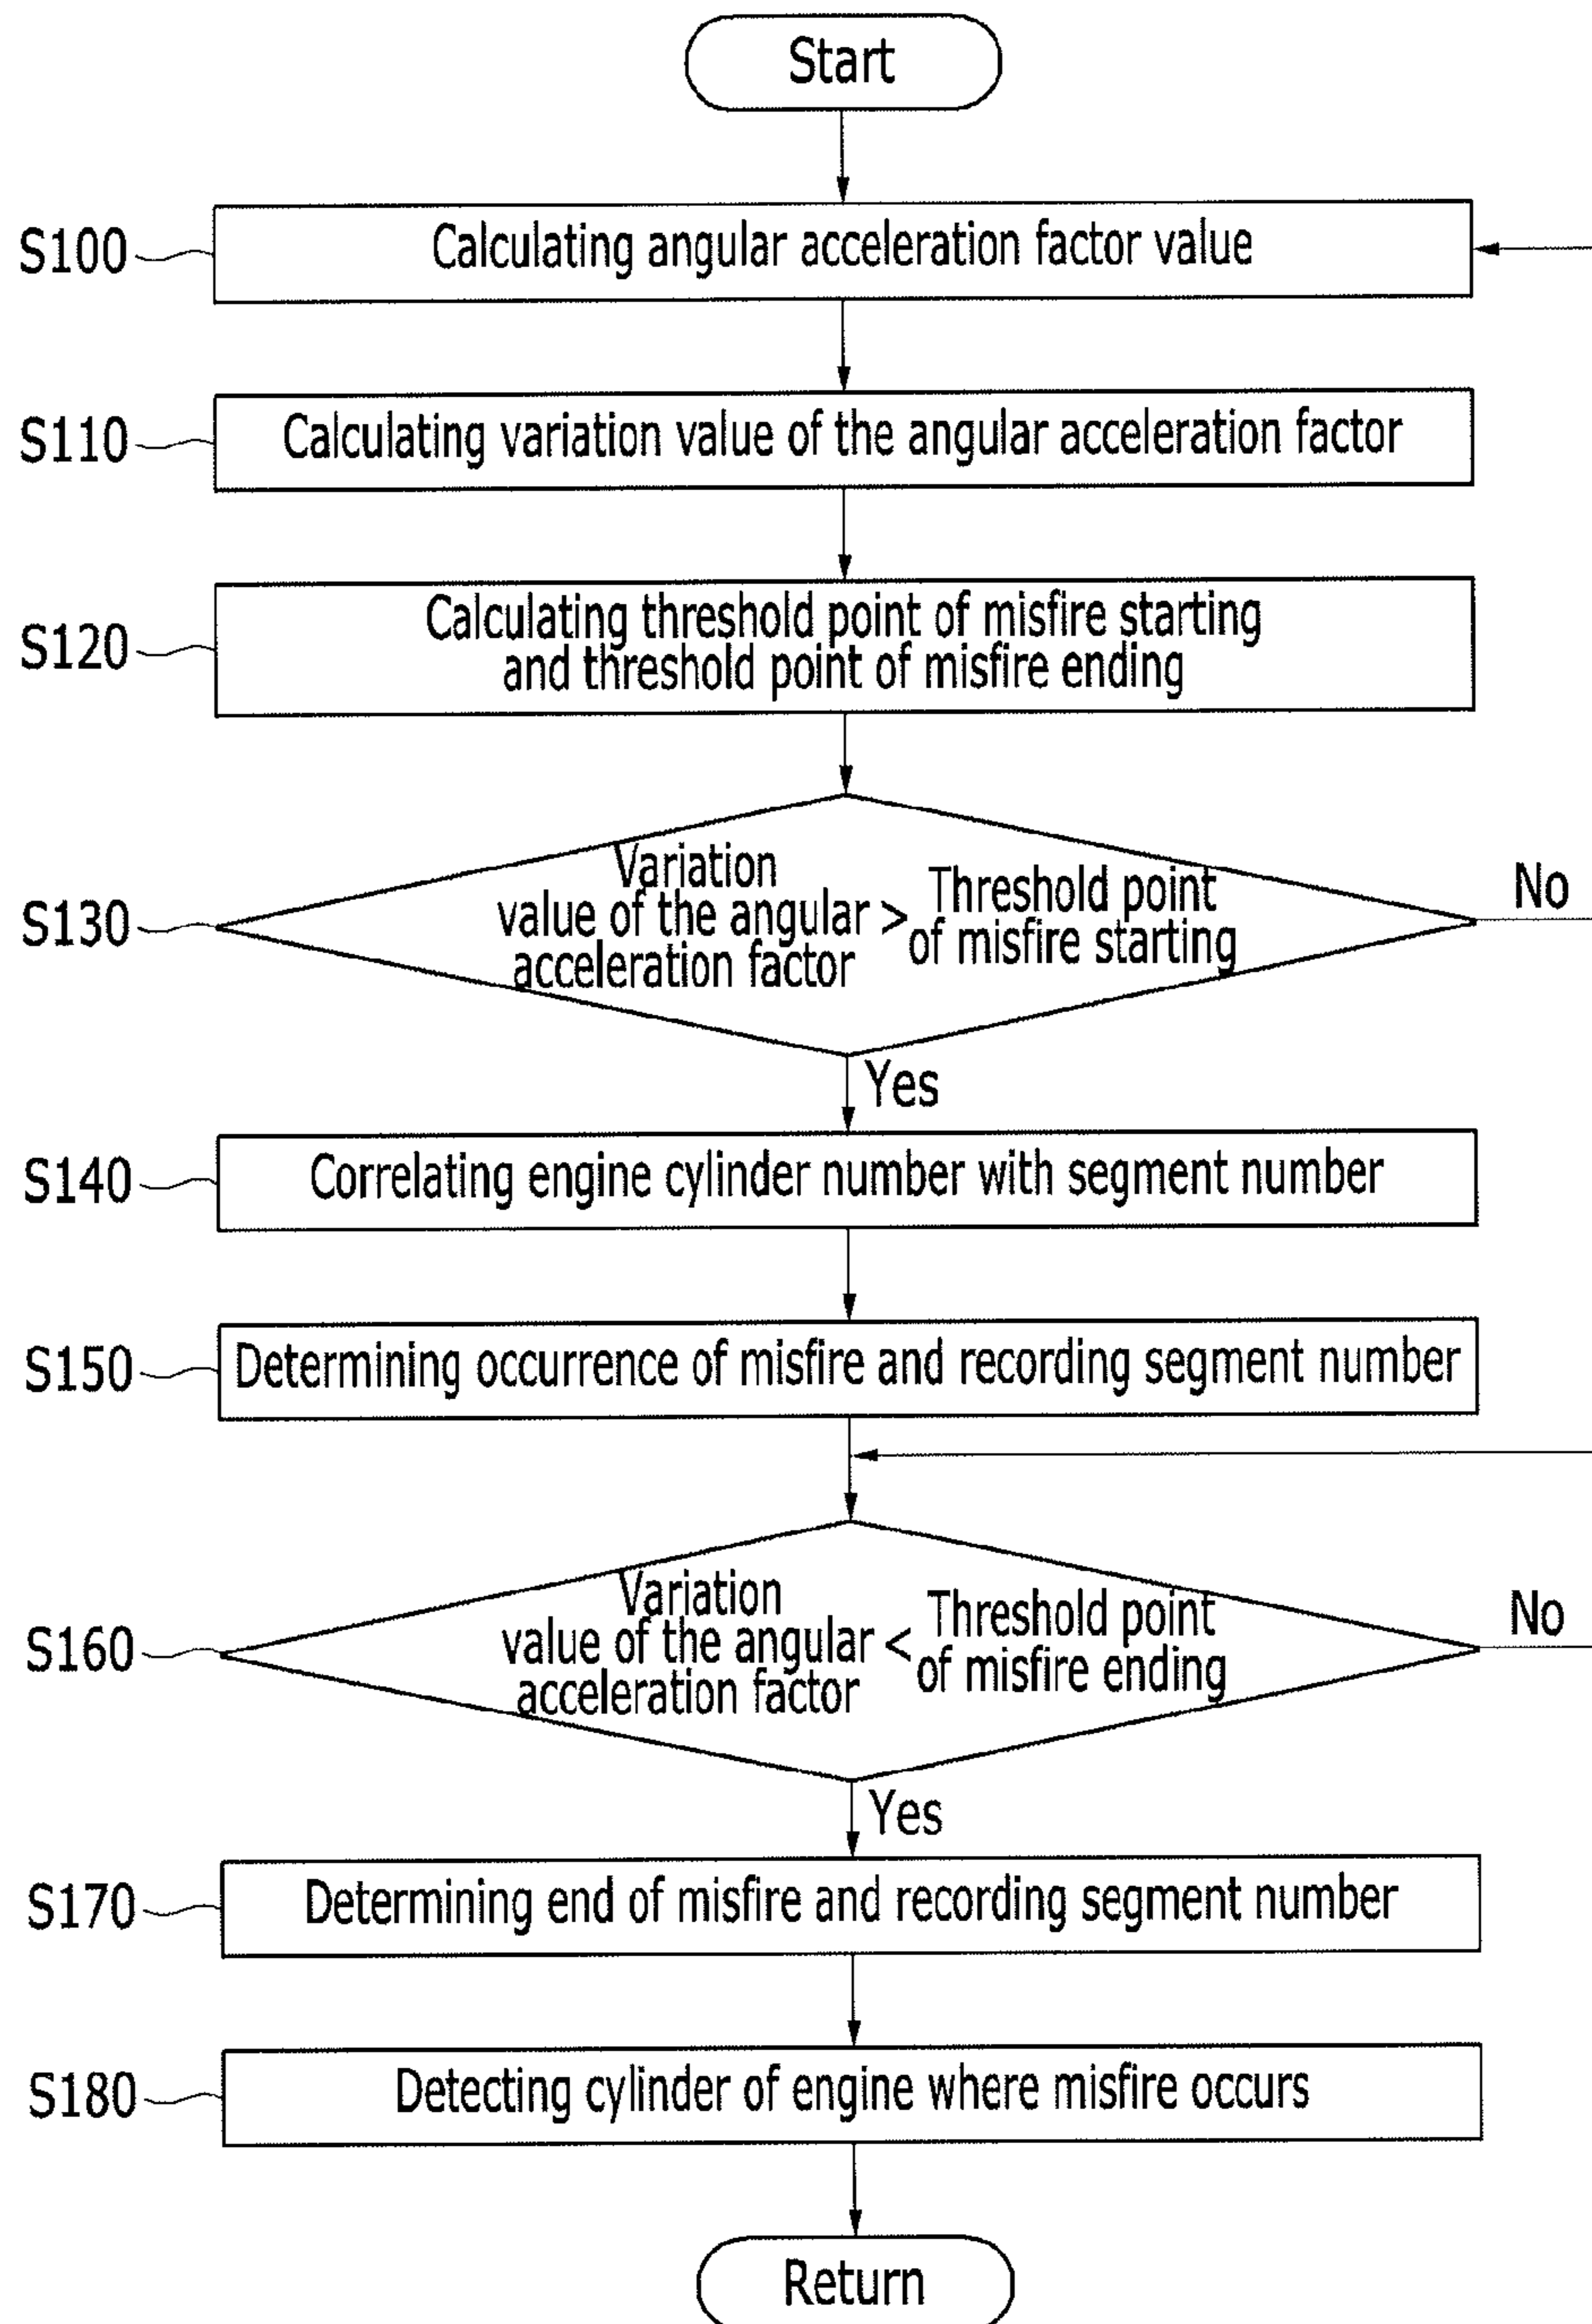 Start
S100
Calculating angular acceleration factor value
S110
Calculating variation value of the angular acceleration factor
S120
Calculating threshold point of misfire starting
and threshold point of misfire ending
S130
Variation
value of the angular
acceleration factor
>
Threshold point
of misfire starting
No
Yes
S140
Correlating engine cylinder number with segment number
S150
Determining occurrence of misfire and recording segment number
S160
Variation
value of the angular
acceleration factor
<
Threshold point
of misfire ending
No
Yes
S170
Determining end of misfire and recording segment number
S180
Detecting cylinder of engine where misfire occurs
Return